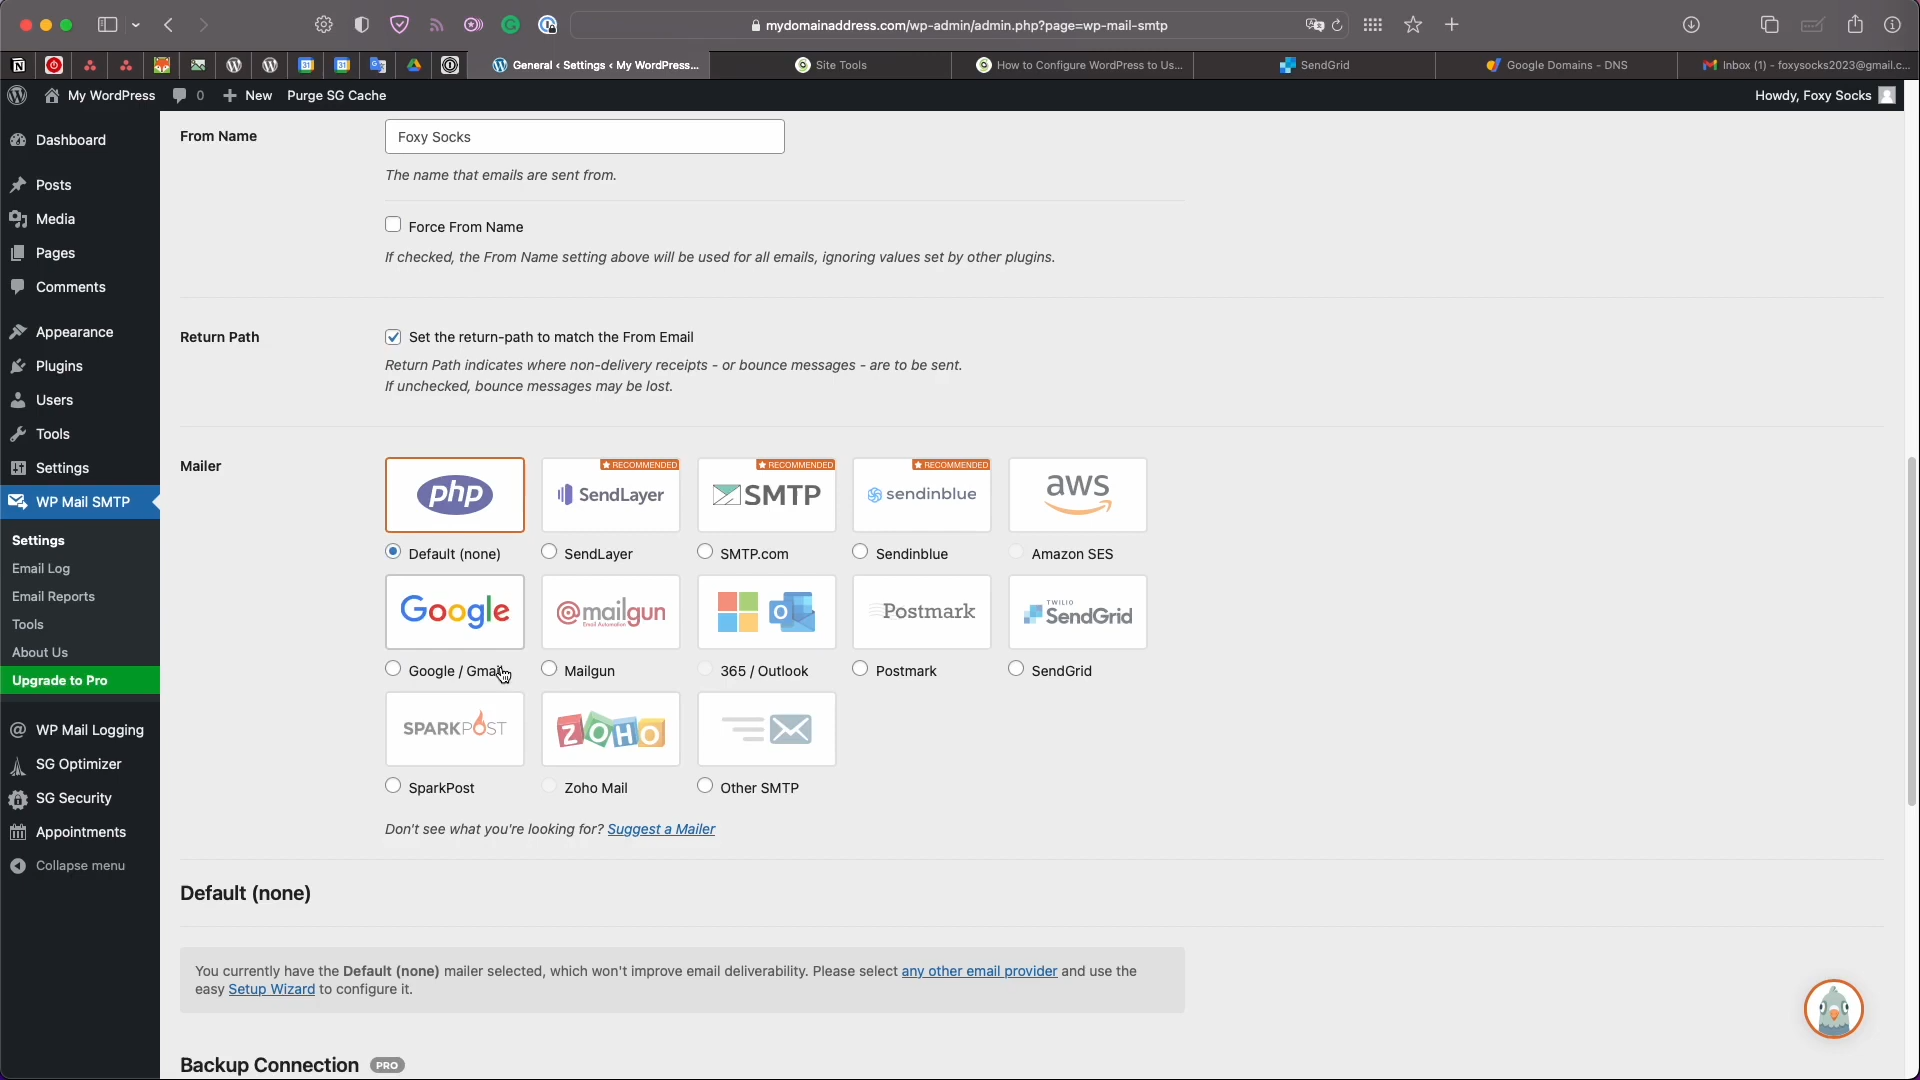 mydomainaddress.com/wp-admin/admin.php?page=wp-mail-smtp
General ‹ Settings ‹ My WordPress...
Site Tools
How to Configure WordPress to Us...
SendGrid
Google Domains - DNS
Inbox (1) - foxysocks2023@gmail.c...
My WordPress
0
New
Purge SG Cache
Howdy, Foxy Socks
Dashboard
Posts
Media
Pages
Comments
Appearance
Plugins
Users
Tools
Settings
WP Mail SMTP
Settings
Email Log
Email Reports
Tools
About Us
Upgrade to Pro
WP Mail Logging
SG Optimizer
SG Security
Appointments
Collapse menu
From Name
Foxy Socks
The name that emails are sent from.
Force From Name
If checked, the From Name setting above will be used for all emails, ignoring values set by other plugins.
Return Path
Set the return-path to match the From Email
Return Path indicates where non-delivery receipts - or bounce messages - are to be sent.
If unchecked, bounce messages may be lost.
Mailer
php
RECOMMENDED
SendLayer
RECOMMENDED
SMTP
RECOMMENDED
sendinblue
aws
Default (none)
SendLayer
SMTP.com
Sendinblue
Amazon SES
Google
@mailgun
Email Automation
Postmark
TWILIO
SendGrid
Google / Gmail
Mailgun
365 / Outlook
Postmark
SendGrid
SPARKPOST
ZOHO
SparkPost
Zoho Mail
Other SMTP
Don't see what you're looking for? Suggest a Mailer
Default (none)
You currently have the Default (none) mailer selected, which won't improve email deliverability. Please select any other email provider and use the
easy Setup Wizard to configure it.
Backup Connection PRO